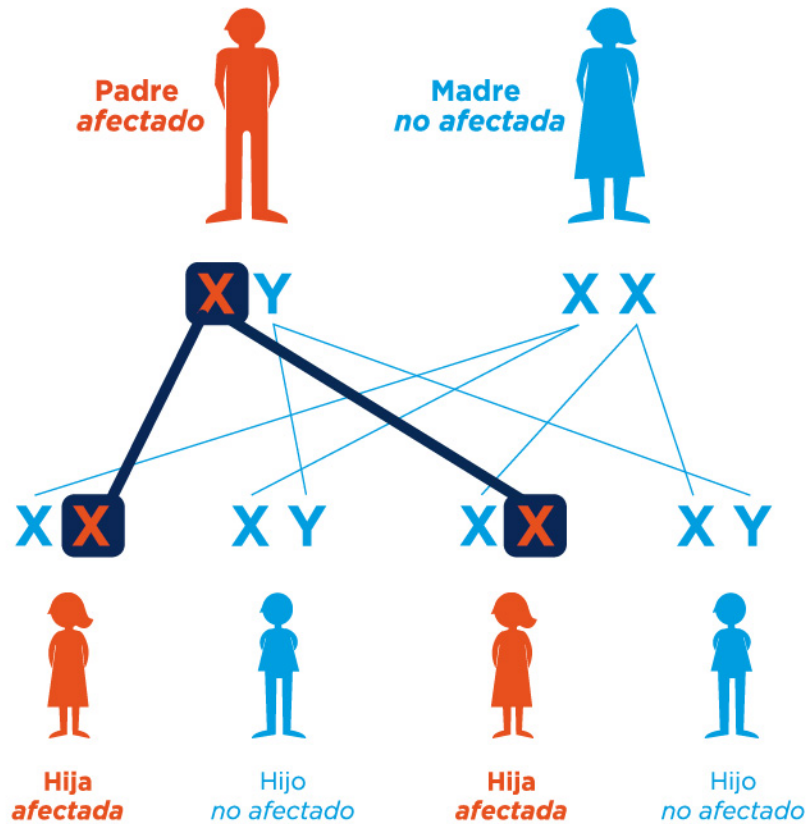 Padre
afectado
Madre
no afectada
X Y
X X
X X
X Y
X X
X Y
Hija
afectada
Hijo
no afectado
Hija
afectada
Hijo
no afectado